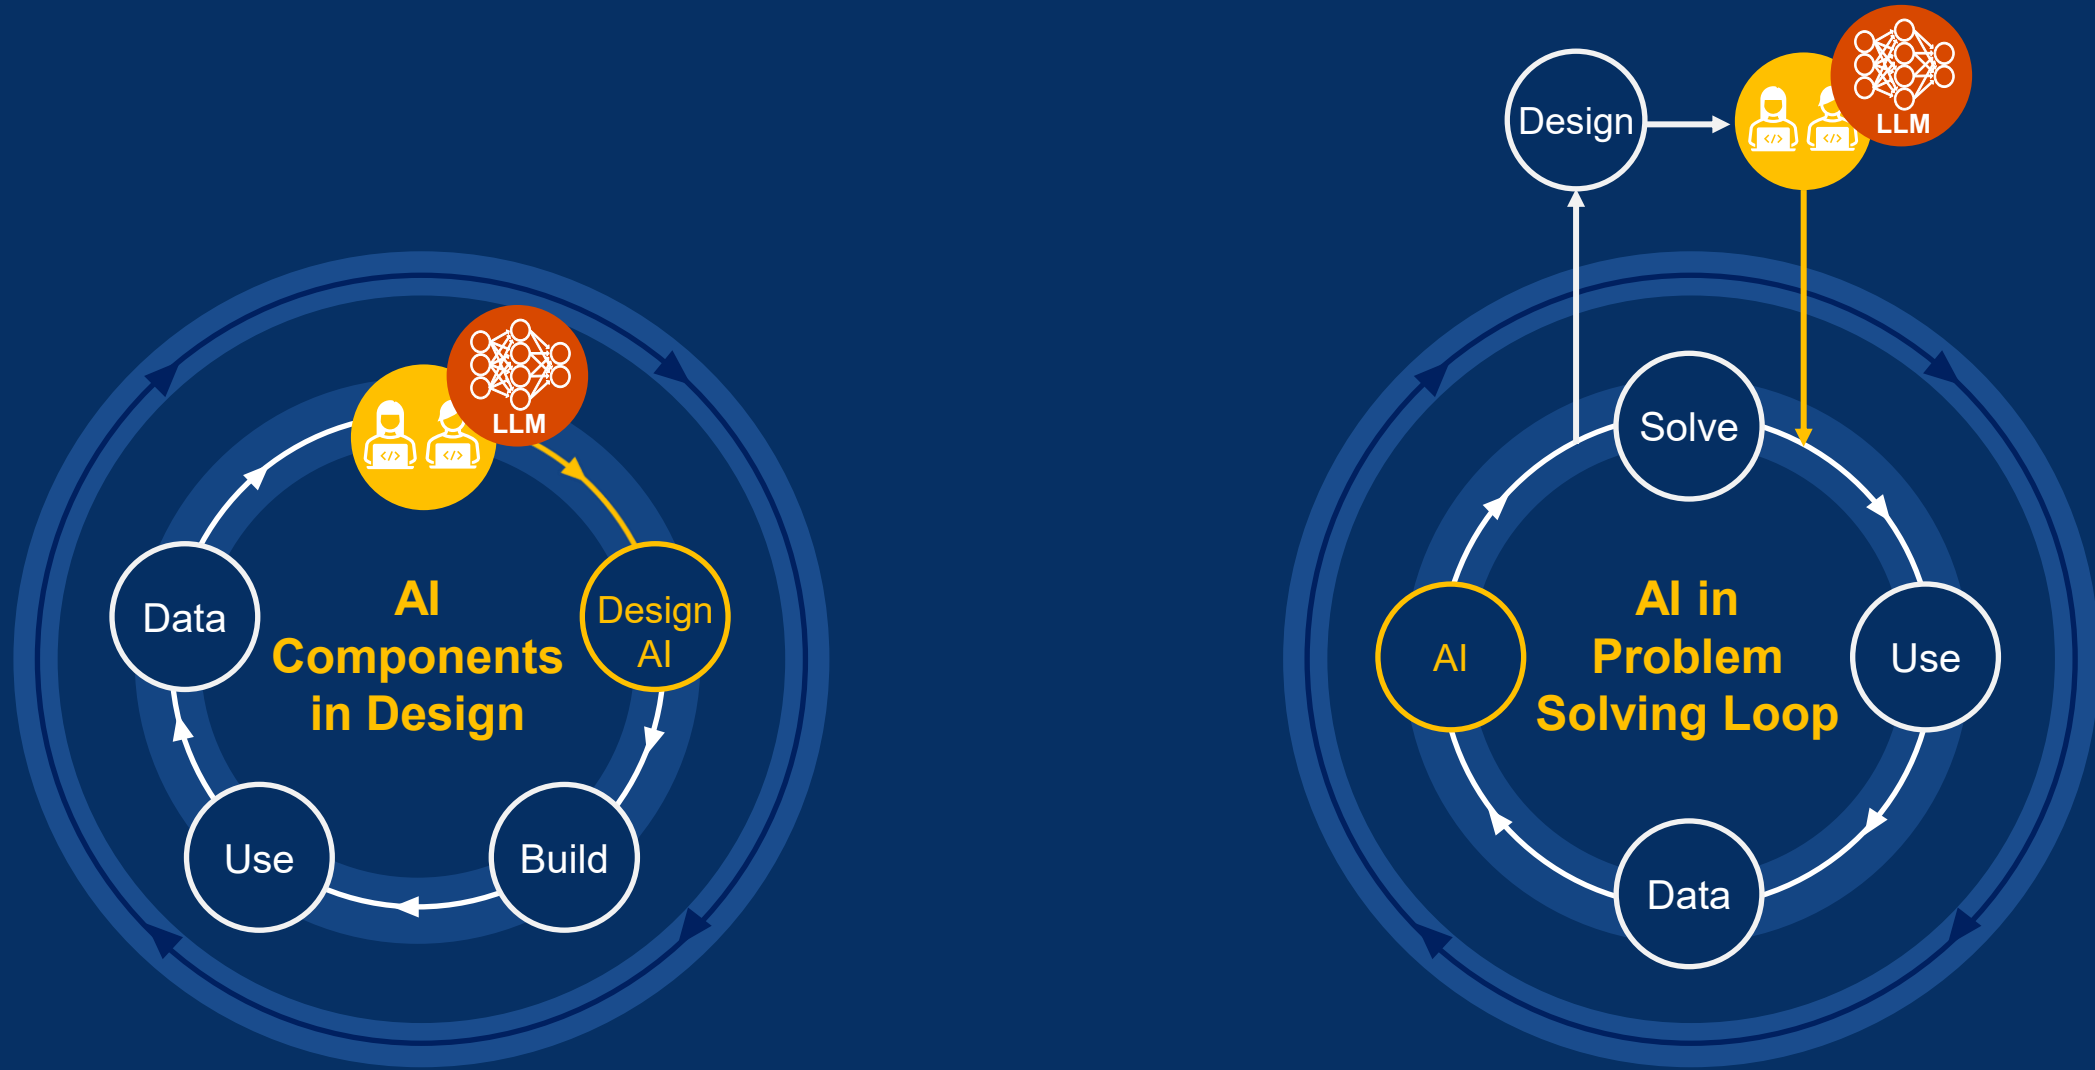 LLM
Data
AI
Components
in Design
Design
AI
Use
Build
Design
</>
</>
LLM
Solve
AI
AI in
Problem
Solving Loop
Use
Data